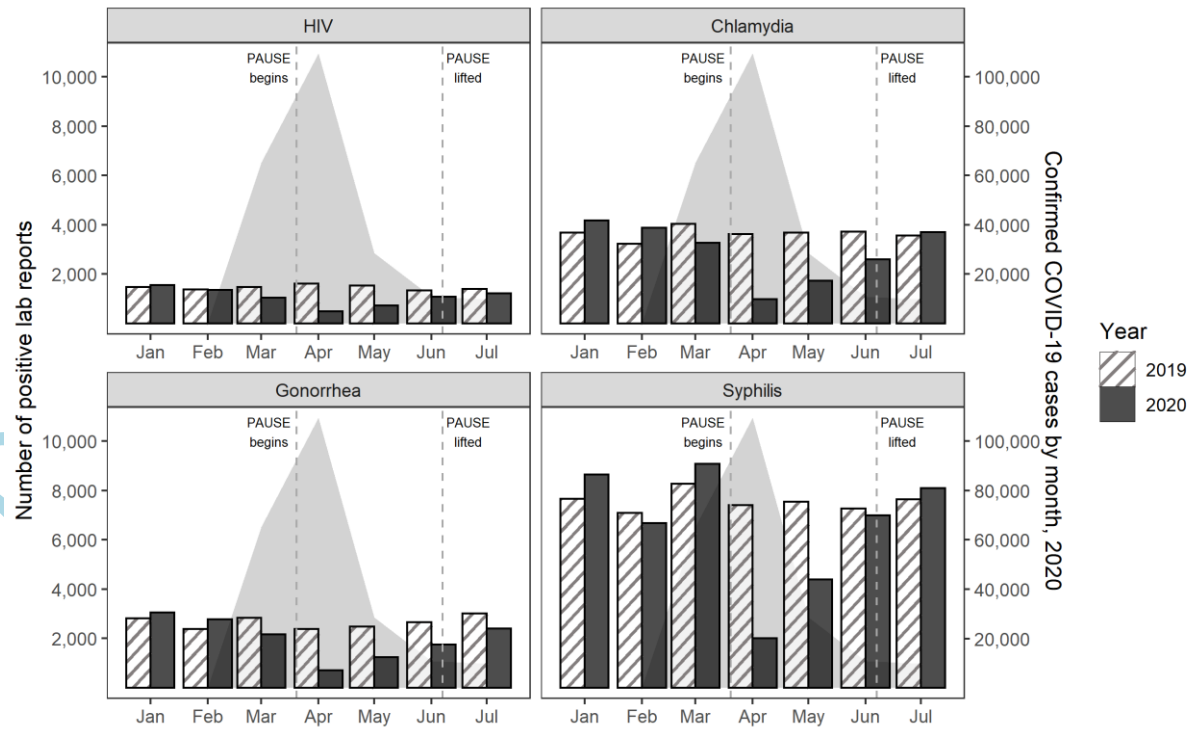 HIV
Chlamydia
PAUSE
begins
PAUSE
lifted
PAUSE
begins
PAUSE
lifted
10,000
8,000
6,000
4,000
2,000
100,000
80,000
60,000
40,000
20,000
Jan Feb Mar Apr May Jun Jul
Jan Feb Mar Apr May Jun Jul
Number of positive lab reports
Confirmed COVID-19 cases by month, 2020
Year
2019
2020
Gonorrhea
Syphilis
PAUSE
begins
PAUSE
lifted
PAUSE
begins
PAUSE
lifted
10,000
8,000
6,000
4,000
2,000
100,000
80,000
60,000
40,000
20,000
Jan Feb Mar Apr May Jun Jul
Jan Feb Mar Apr May Jun Jul